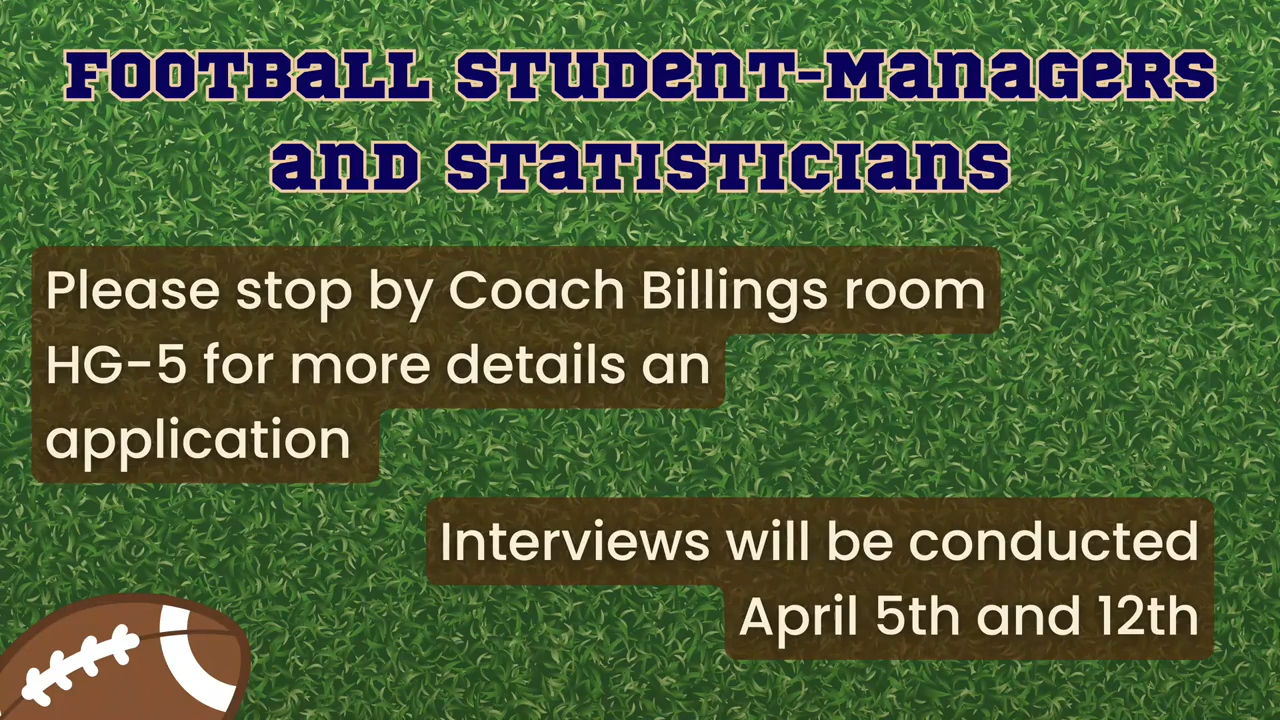 FOOTBaLL STUDenT-ManaGeRS
anD STaTISTICIanS
Please stop by Coach Billings room
HG-5 for more details an
application
Interviews will be conducted
April 5th and 12th